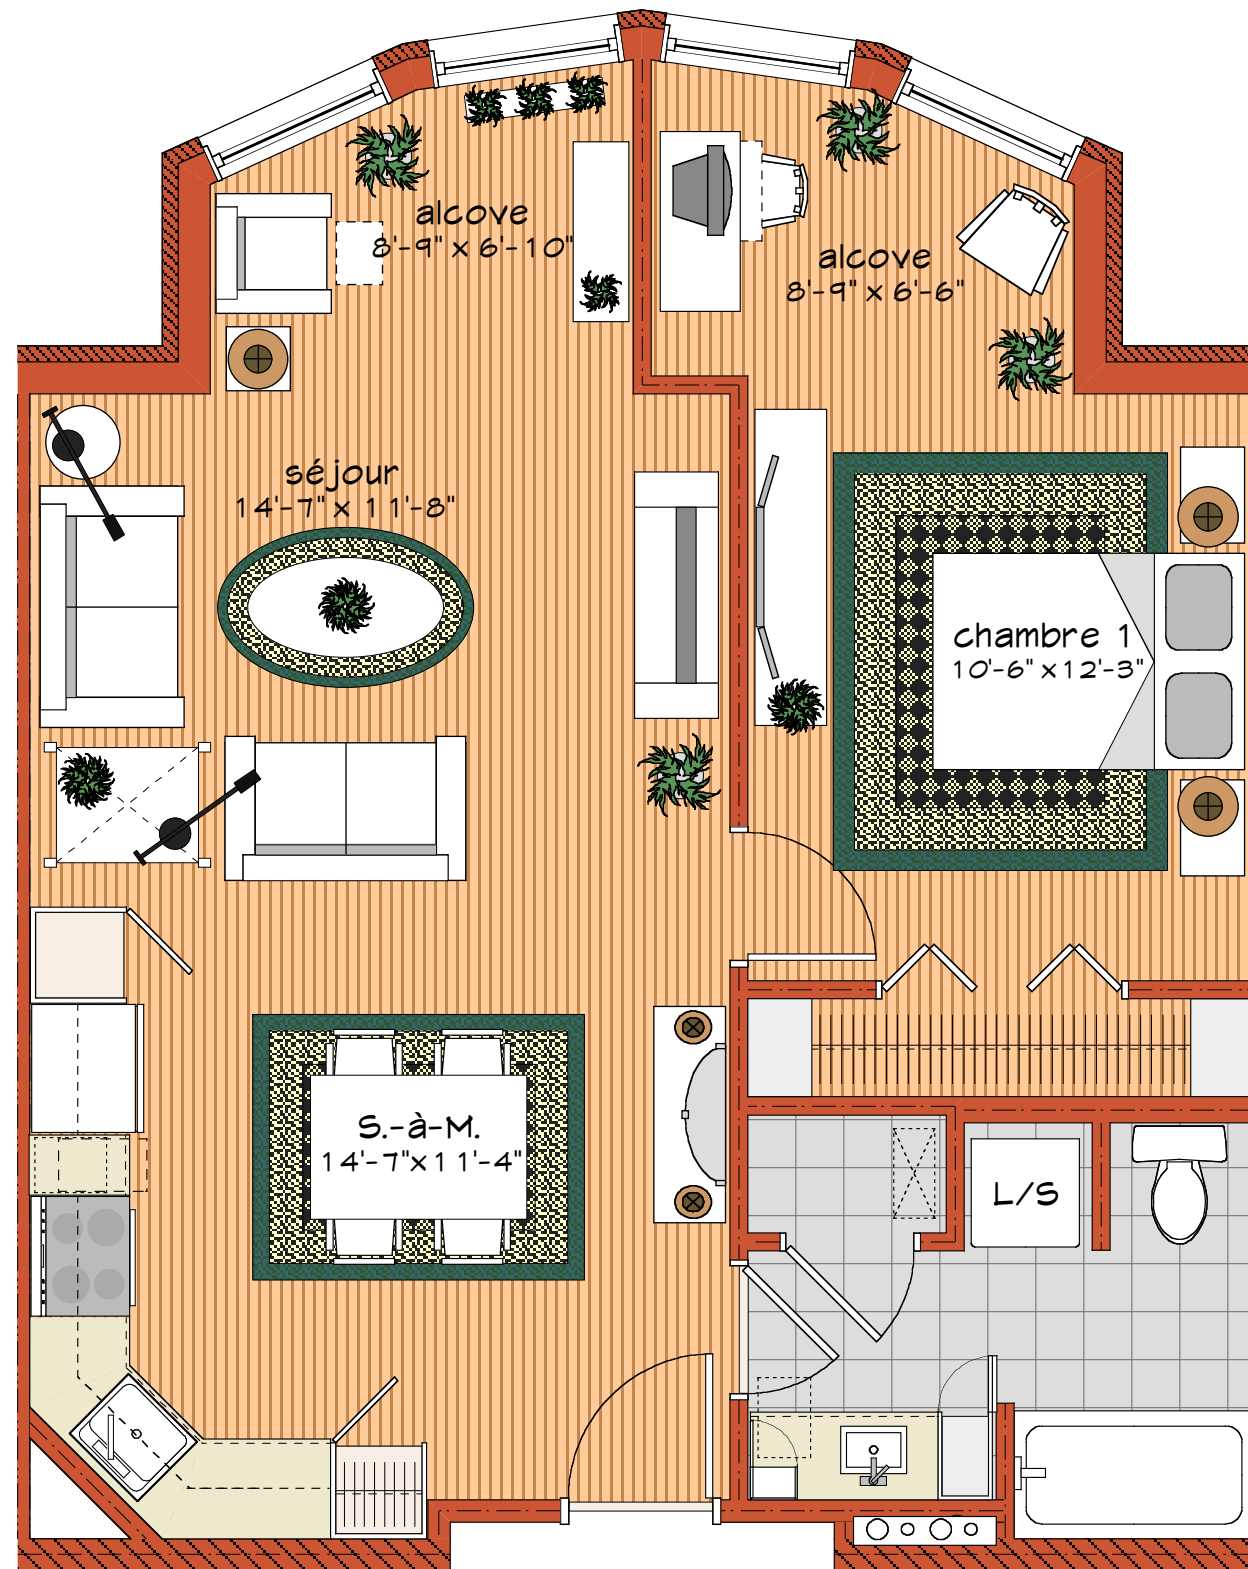 alcove
8'-9" x 6'-10"
alcove
8'-9" x 6'-6"
séjour
14'-7" x 11'-8"
chambre 1
10'-6" x 12'-3"
S.-à-M.
14'-7" x 11'-4"
L/S